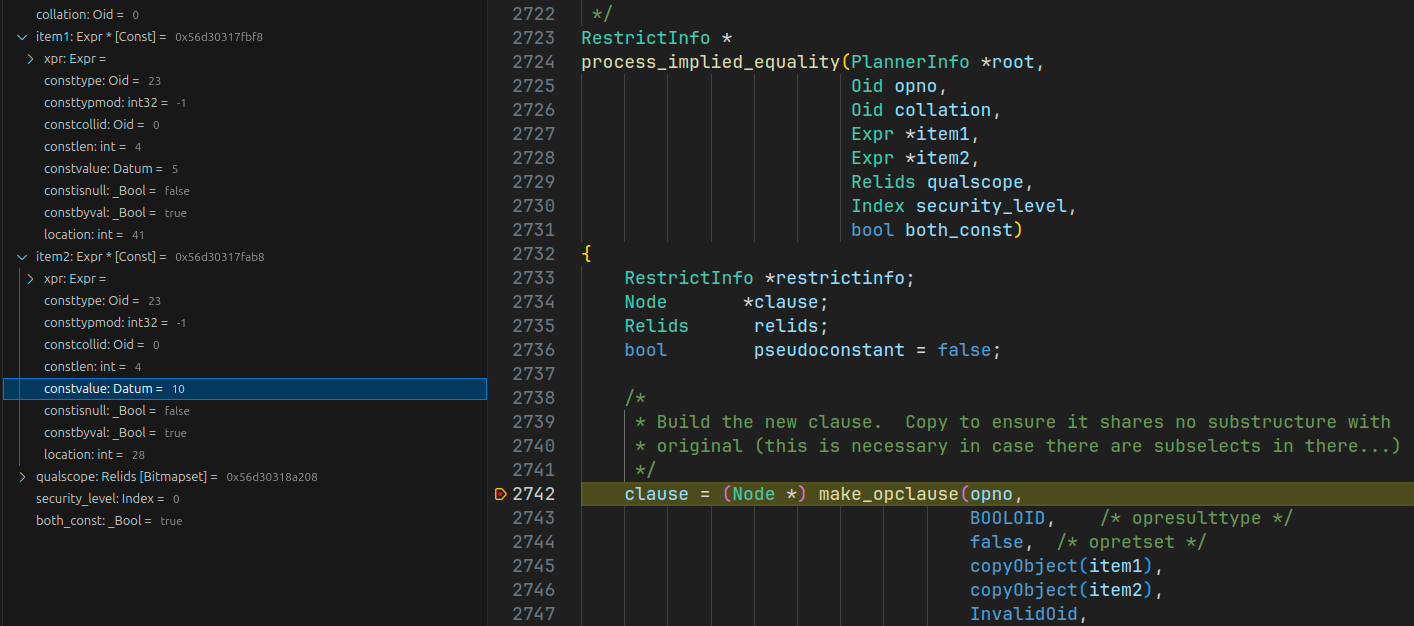 collation: Oid = 0
item1: Expr * [Const] = 0x56d30317fbf8
xpr: Expr =
consttype: Oid = 23
consttypmod: int32 = -1
constcollid: Oid = 0
constlen: int = 4
constvalue: Datum = 5
constisnull: _Bool = false
constbyval: _Bool = true
location: int = 41
item2: Expr * [Const] = 0x56d30317fab8
xpr: Expr =
consttype: Oid = 23
consttypmod: int32 = -1
constcollid: Oid = 0
constlen: int = 4
constvalue: Datum = 10
constisnull: _Bool = false
constbyval: _Bool = true
location: int = 28
qualscope: Relids [Bitmapset] = 0x56d30318a208
security_level: Index = 0
both_const: _Bool = true
2722 */
2723 RestrictInfo *
2724 process_implied_equality(PlannerInfo *root,
2725 Oid opno,
2726 Oid collation,
2727 Expr *item1,
2728 Expr *item2,
2729 Relids qualscope,
2730 Index security_level,
2731 bool both_const)
2732 {
2733 RestrictInfo *restrictinfo;
2734 Node *clause;
2735 Relids relids;
2736 bool pseudoconstant = false;
2737
2738 /*
2739 * Build the new clause.  Copy to ensure it shares no substructure with
2740 * original (this is necessary in case there are subselects in there...)
2741 */
2742 clause = (Node *) make_opclause(opno,
2743 BOOLOID, /* opresulttype */
2744 false, /* opretset */
2745 copyObject(item1),
2746 copyObject(item2),
2747 InvalidOid,